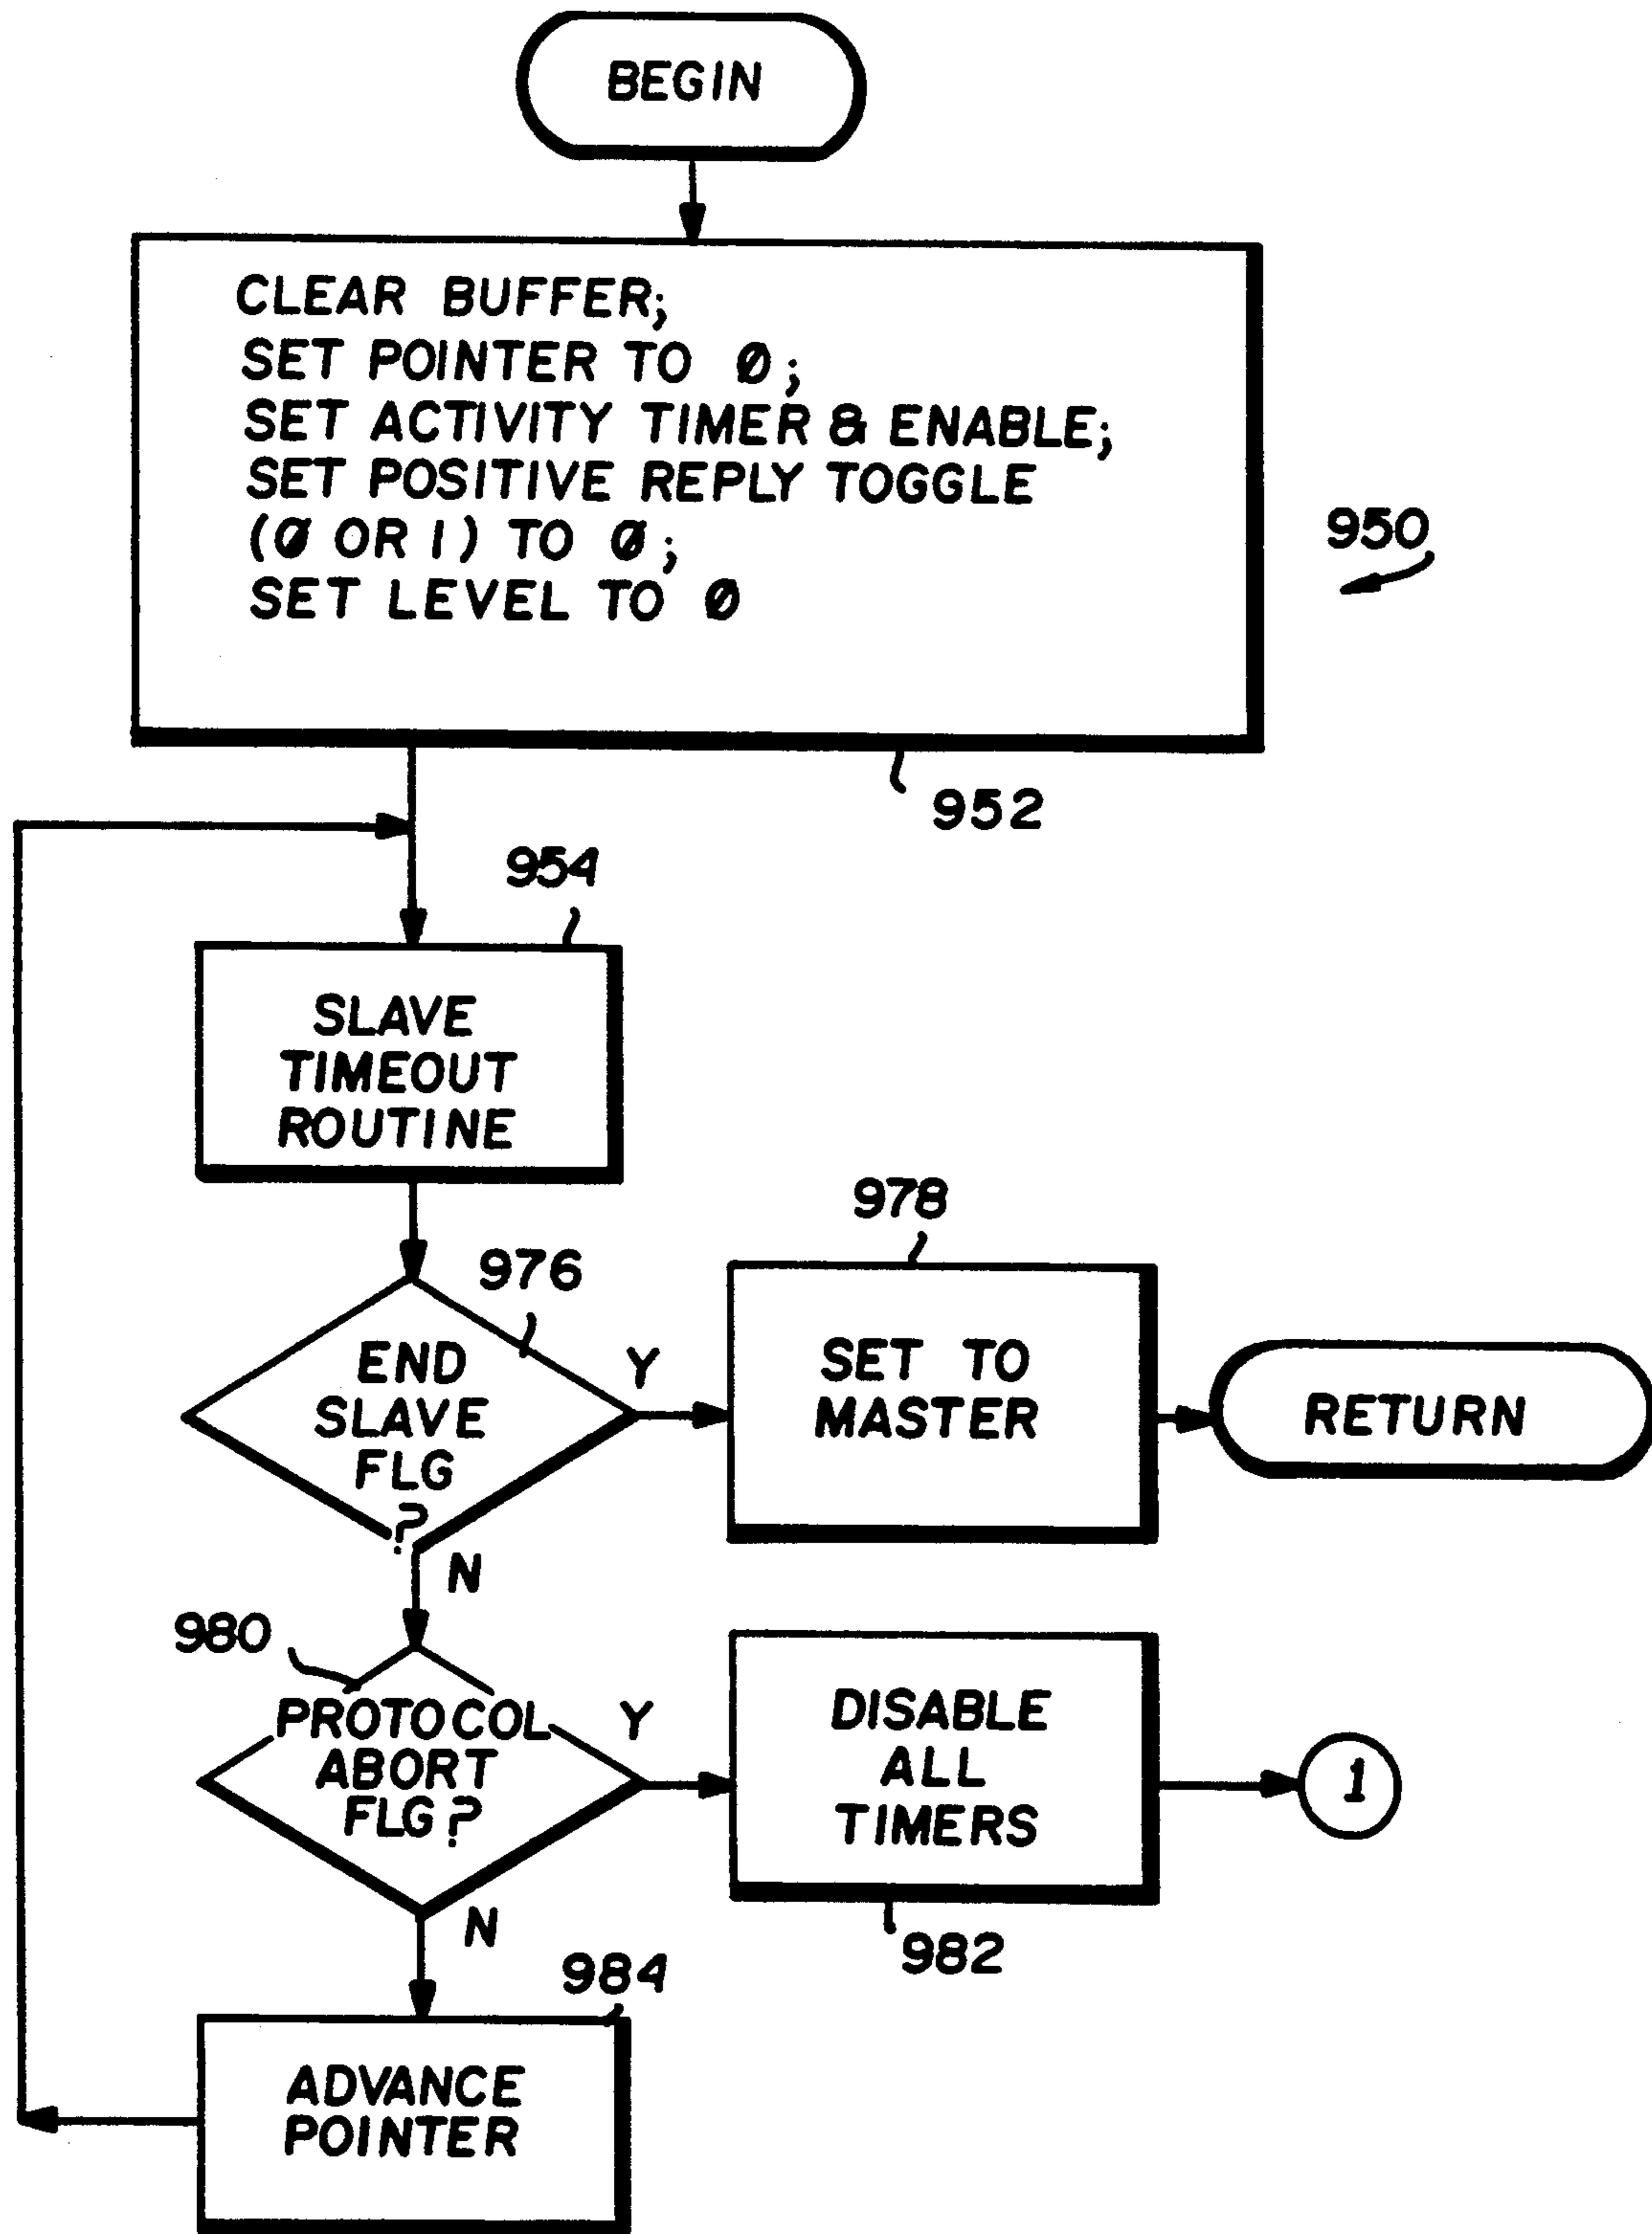 BEGIN
CLEAR BUFFER;
SET POINTER TO Ø;
SET ACTIVITY TIMER & ENABLE;
SET POSITIVE REPLY TOGGLE
(Ø OR 1) TO Ø;
SET LEVEL TO Ø
950
952
954
SLAVE
TIMEOUT
ROUTINE
976
END
SLAVE
FLG
?
Y
N
978
SET TO
MASTER
RETURN
980
PROTOCOL
ABORT
FLG?
Y
N
DISABLE
ALL
TIMERS
982
1
984
ADVANCE
POINTER